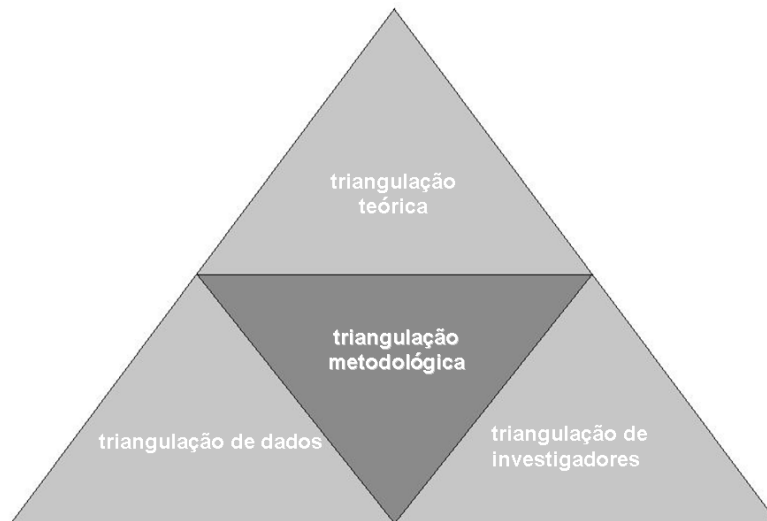 triangulação
teórica
triangulação
metodológica
triangulação de dados
triangulação de
investigadores